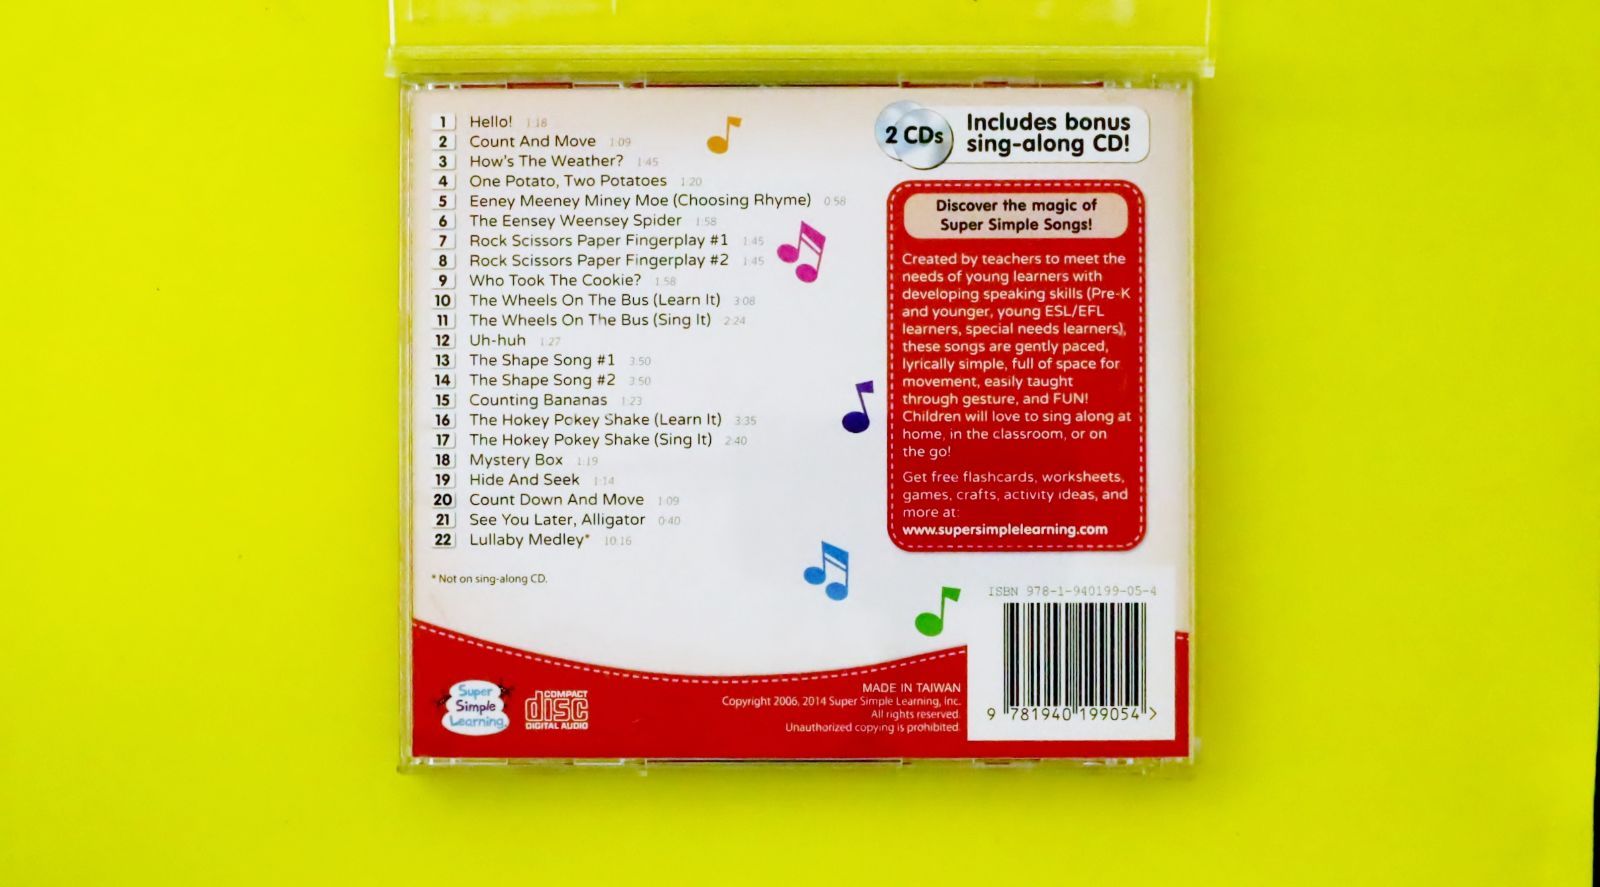 1 Hello! 1:18
2 Count And Move 1:09
3 How's The Weather? 1:45
4 One Potato, Two Potatoes 1:20
5 Eeney Meeney Miney Moe (Choosing Rhyme) 0:58
6 The Eensey Weensey Spider 1:58
7 Rock Scissors Paper Fingerplay #1 1:45
8 Rock Scissors Paper Fingerplay #2 1:45
9 Who Took The Cookie? 1:58
10 The Wheels On The Bus (Learn It) 3:08
11 The Wheels On The Bus (Sing It) 2:24
12 Uh-huh 1:27
13 The Shape Song #1 3:50
14 The Shape Song #2 3:50
15 Counting Bananas 1:23
16 The Hokey Pokey Shake (Learn It) 3:35
17 The Hokey Pokey Shake (Sing It) 2:40
18 Mystery Box 1:19
19 Hide And Seek 1:14
20 Count Down And Move 1:09
21 See You Later, Alligator 0:40
22 Lullaby Medley* 10:16
* Not on sing-along CD.
2 CDs
Includes bonus
sing-along CD!
Discover the magic of
Super Simple Songs!
Created by teachers to meet the
needs of young learners with
developing speaking skills (Pre-K
and younger, young ESL/EFL
learners, special needs learners),
these songs are gently paced,
lyrically simple, full of space for
movement, easily taught
through gesture, and FUN!
Children will love to sing along at
home, in the classroom, or on
the go!
Get free flashcards, worksheets,
games, crafts, activity ideas, and
more at:
www.supersimplelearning.com
ISBN 978-1-940199-05-4
9 781940 199054 >
Super
Simple
Learning
COMPACT
disc
DIGITAL AUDIO
MADE IN TAIWAN
Copyright 2006, 2014 Super Simple Learning, Inc.
All rights reserved.
Unauthorized copying is prohibited.